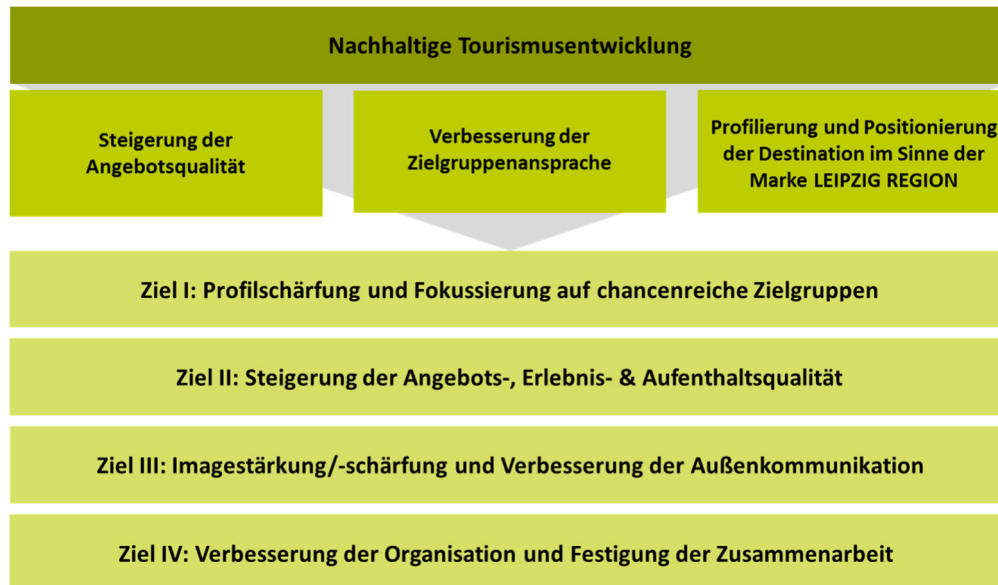 Nachhaltige Tourismusentwicklung
Steigerung der
Angebotsqualität
Verbesserung der
Zielgruppenansprache
Profilierung und Positionierung
der Destination im Sinne der
Marke LEIPZIG REGION
Ziel I: Profilschärfung und Fokussierung auf chancenreiche Zielgruppen
Ziel II: Steigerung der Angebots-, Erlebnis- & Aufenthaltsqualität
Ziel III: Imagestärkung/-schärfung und Verbesserung der Außenkommunikation
Ziel IV: Verbesserung der Organisation und Festigung der Zusammenarbeit